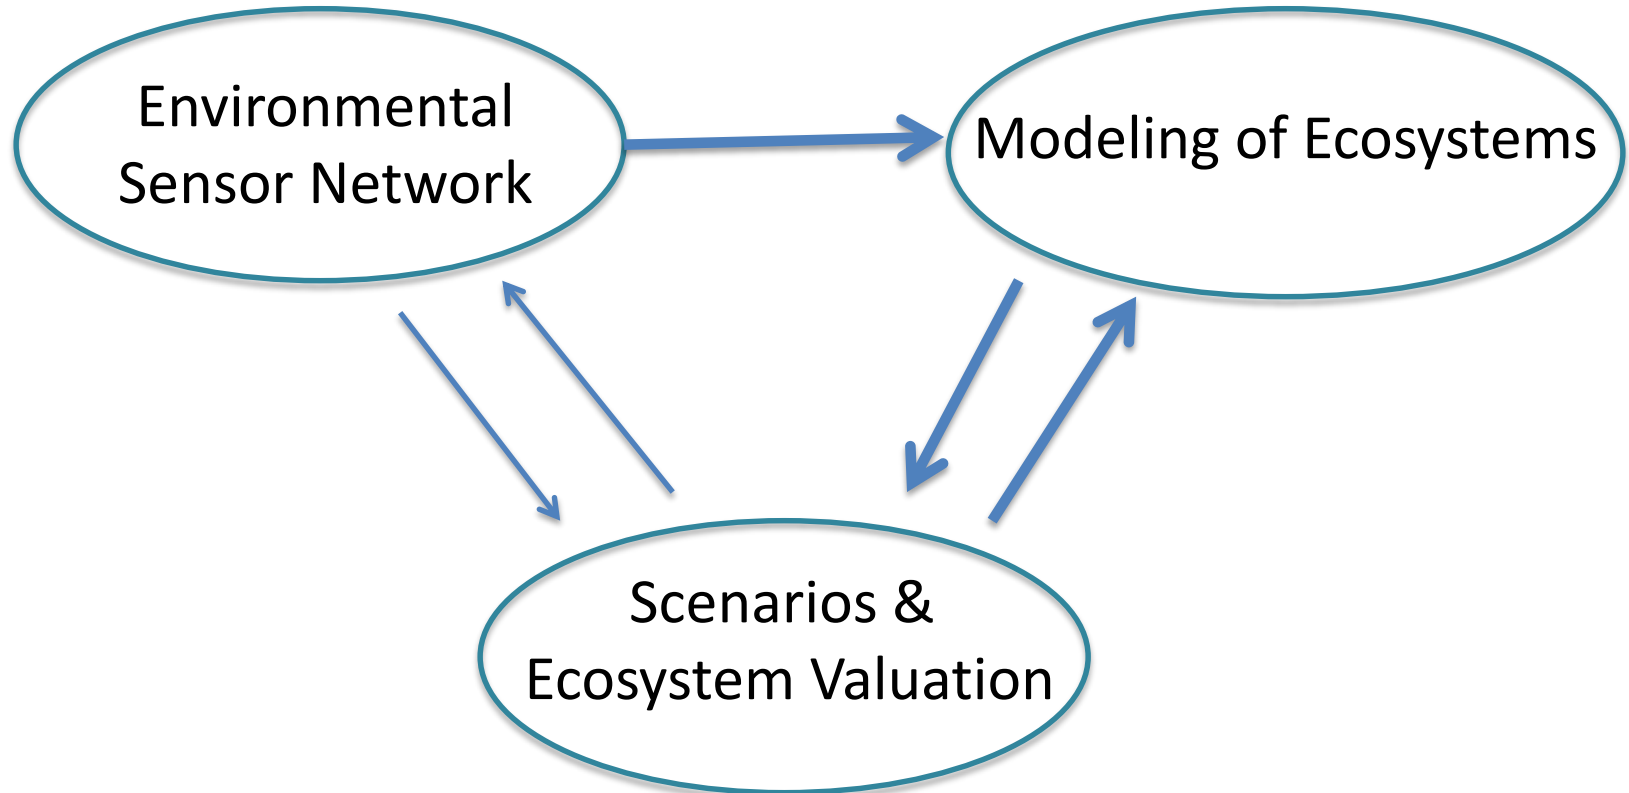 Environmental
Sensor Network
Modeling of Ecosystems
Scenarios &
Ecosystem Valuation